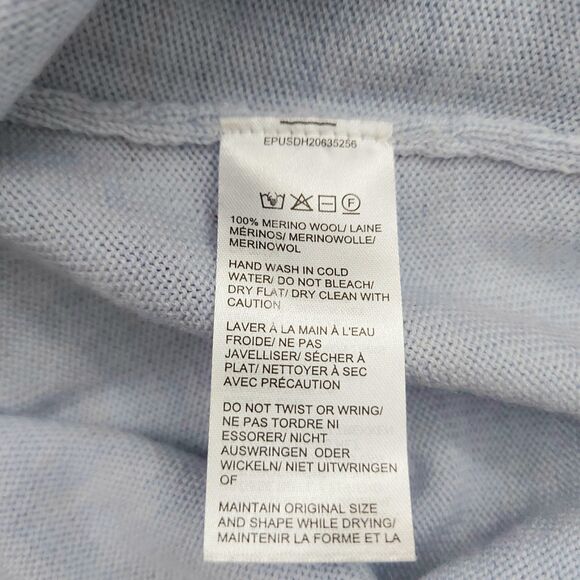 EPUSDH20635256
F
100% MERINO WOOL/ LAINE
MÉRINOS/ MERINOWOLLE/
MERINOWOL
HAND WASH IN COLD
WATER/ DO NOT BLEACH/
DRY FLAT/ DRY CLEAN WITH
CAUTION
LAVER À LA MAIN À L'EAU
FROIDE/ NE PAS
JAVELLISER/ SÉCHER À
PLAT/ NETTOYER À SEC
AVEC PRÉCAUTION
DO NOT TWIST OR WRING/
NE PAS TORDRE NI
ESSORER/ NICHT
AUSWRINGEN ODER
WICKELN/ NIET UITWRINGEN
OF
MAINTAIN ORIGINAL SIZE
AND SHAPE WHILE DRYING/
MAINTENIR LA FORME ET LA